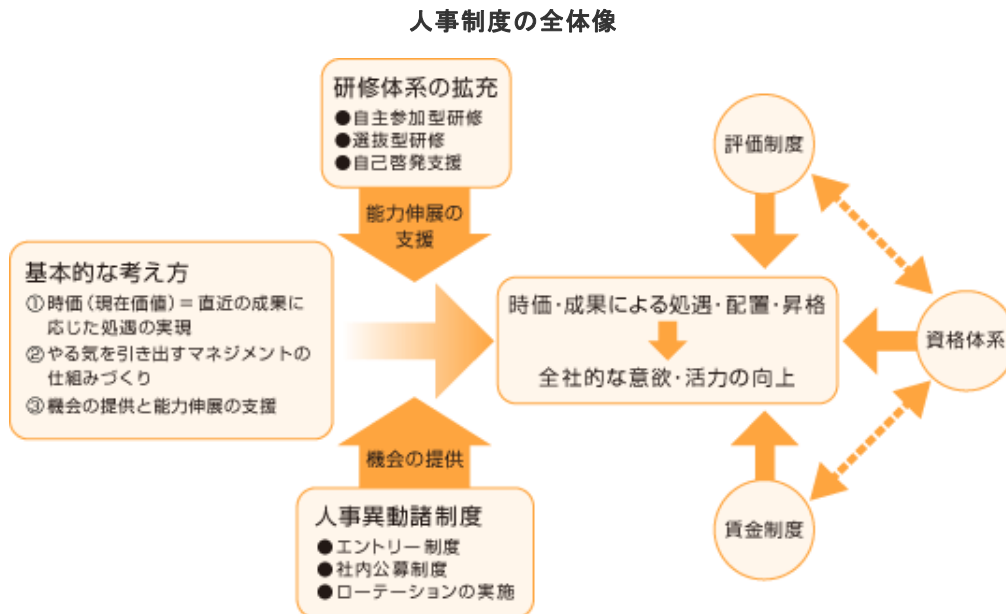 人事制度の全体像
研修体系の拡充
●自主参加型研修
●選抜型研修
●自己啓発支援
能力伸展の
支援
基本的な考え方
①時価(現在価値)=直近の成果に
応じた処遇の実現
②やる気を引き出すマネジメントの
仕組みづくり
③機会の提供と能力伸展の支援
機会の提供
人事異動諸制度
●エントリー制度
●社内公募制度
●ローテーションの実施
時価・成果による処遇・配置・昇格
全社的な意欲・活力の向上
評価制度
資格体系
賃金制度